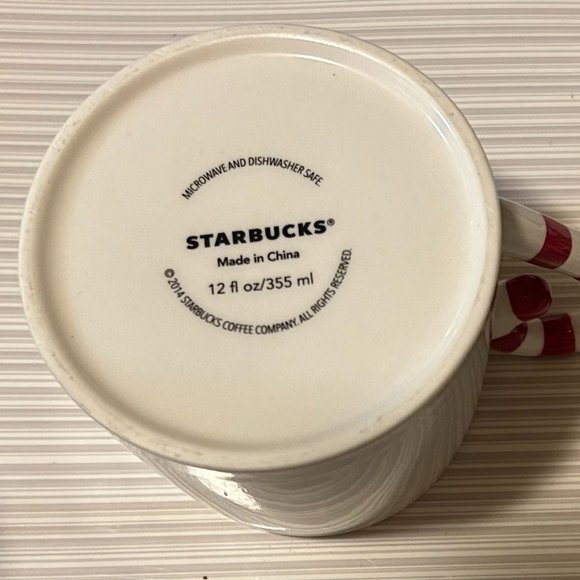 MICROWAVE AND DISHWASHER SAFE.
STARBUCKS®
Made in China
12 fl oz/355 ml
© 2014 STARBUCKS COFFEE COMPANY. ALL RIGHTS RESERVED.